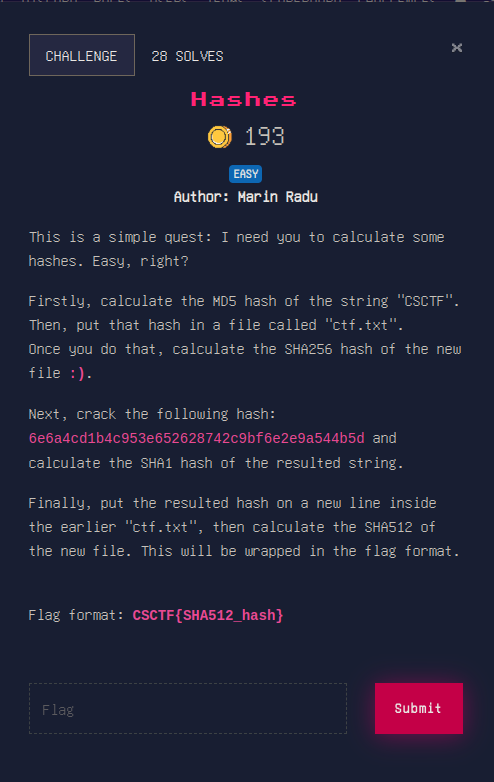 CHALLENGE
28 SOLVES
×
Hashes
193
EASY
Author: Marin Radu
This is a simple quest: I need you to calculate some
hashes. Easy, right?
Firstly, calculate the MD5 hash of the string "CSCTF".
Then, put that hash in a file called "ctf.txt".
Once you do that, calculate the SHA256 hash of the new
file :).
Next, crack the following hash:
6e6a4cd1b4c953e652628742c9bf6e2e9a544b5d and
calculate the SHA1 hash of the resulted string.
Finally, put the resulted hash on a new line inside
the earlier "ctf.txt", then calculate the SHA512 of
the new file. This will be wrapped in the flag format.
Flag format: CSCTF{SHA512_hash}
Flag
Submit